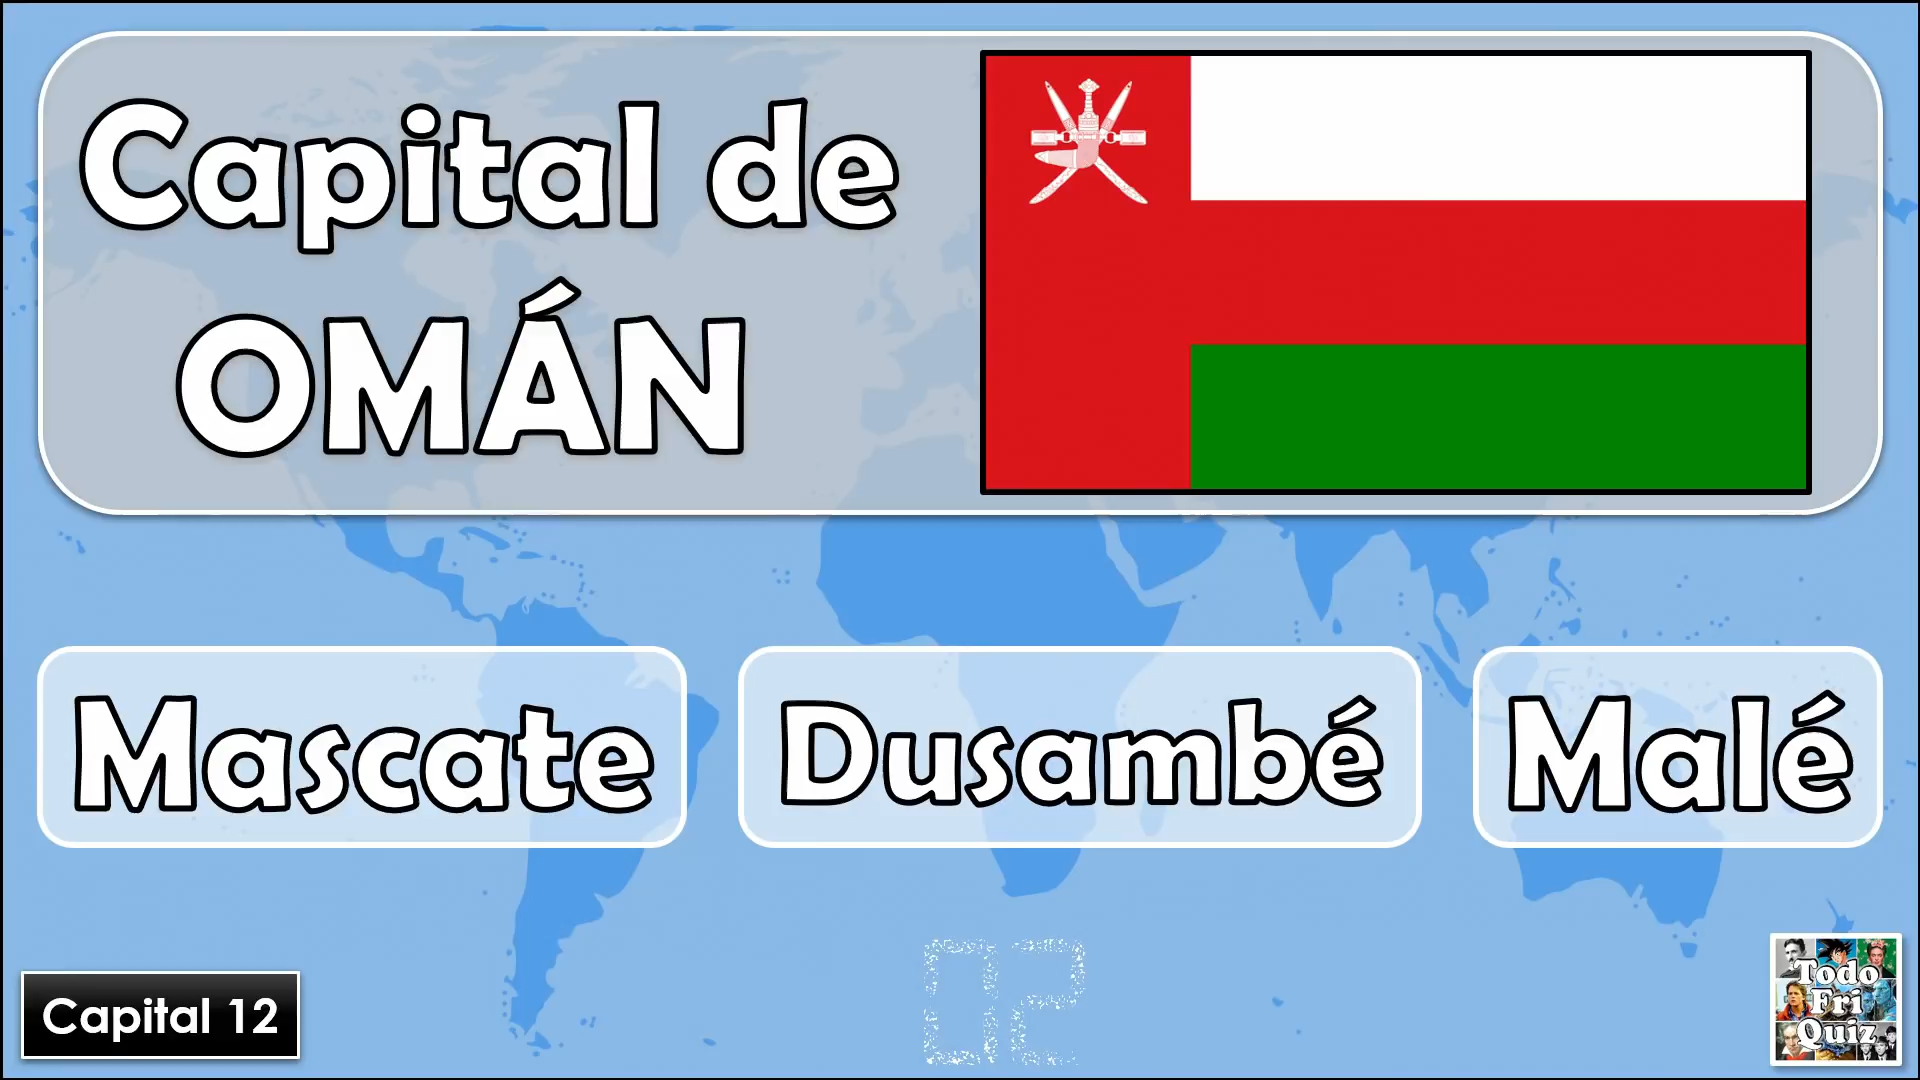 Capital de
OMÁN
Mascate
Dusambé
Malé
02
Capital 12
Todo
Fri
Quiz